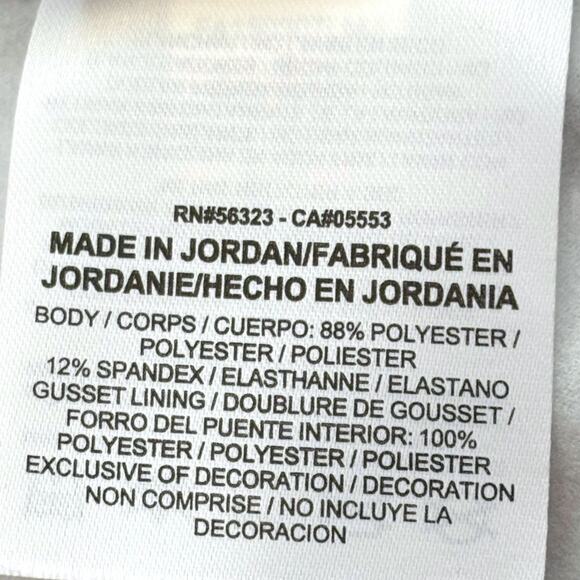 RN#56323 - CA#05553
MADE IN JORDAN/FABRIQUÉ EN
JORDANIE/HECHO EN JORDANIA
BODY / CORPS / CUERPO: 88% POLYESTER /
POLYESTER / POLIESTER
12% SPANDEX / ELASTHANNE / ELASTANO
GUSSET LINING / DOUBLURE DE GOUSSET /
FORRO DEL PUENTE INTERIOR: 100%
POLYESTER / POLYESTER / POLIESTER
EXCLUSIVE OF DECORATION / DECORATION
NON COMPRISE / NO INCLUYE LA
DECORACION